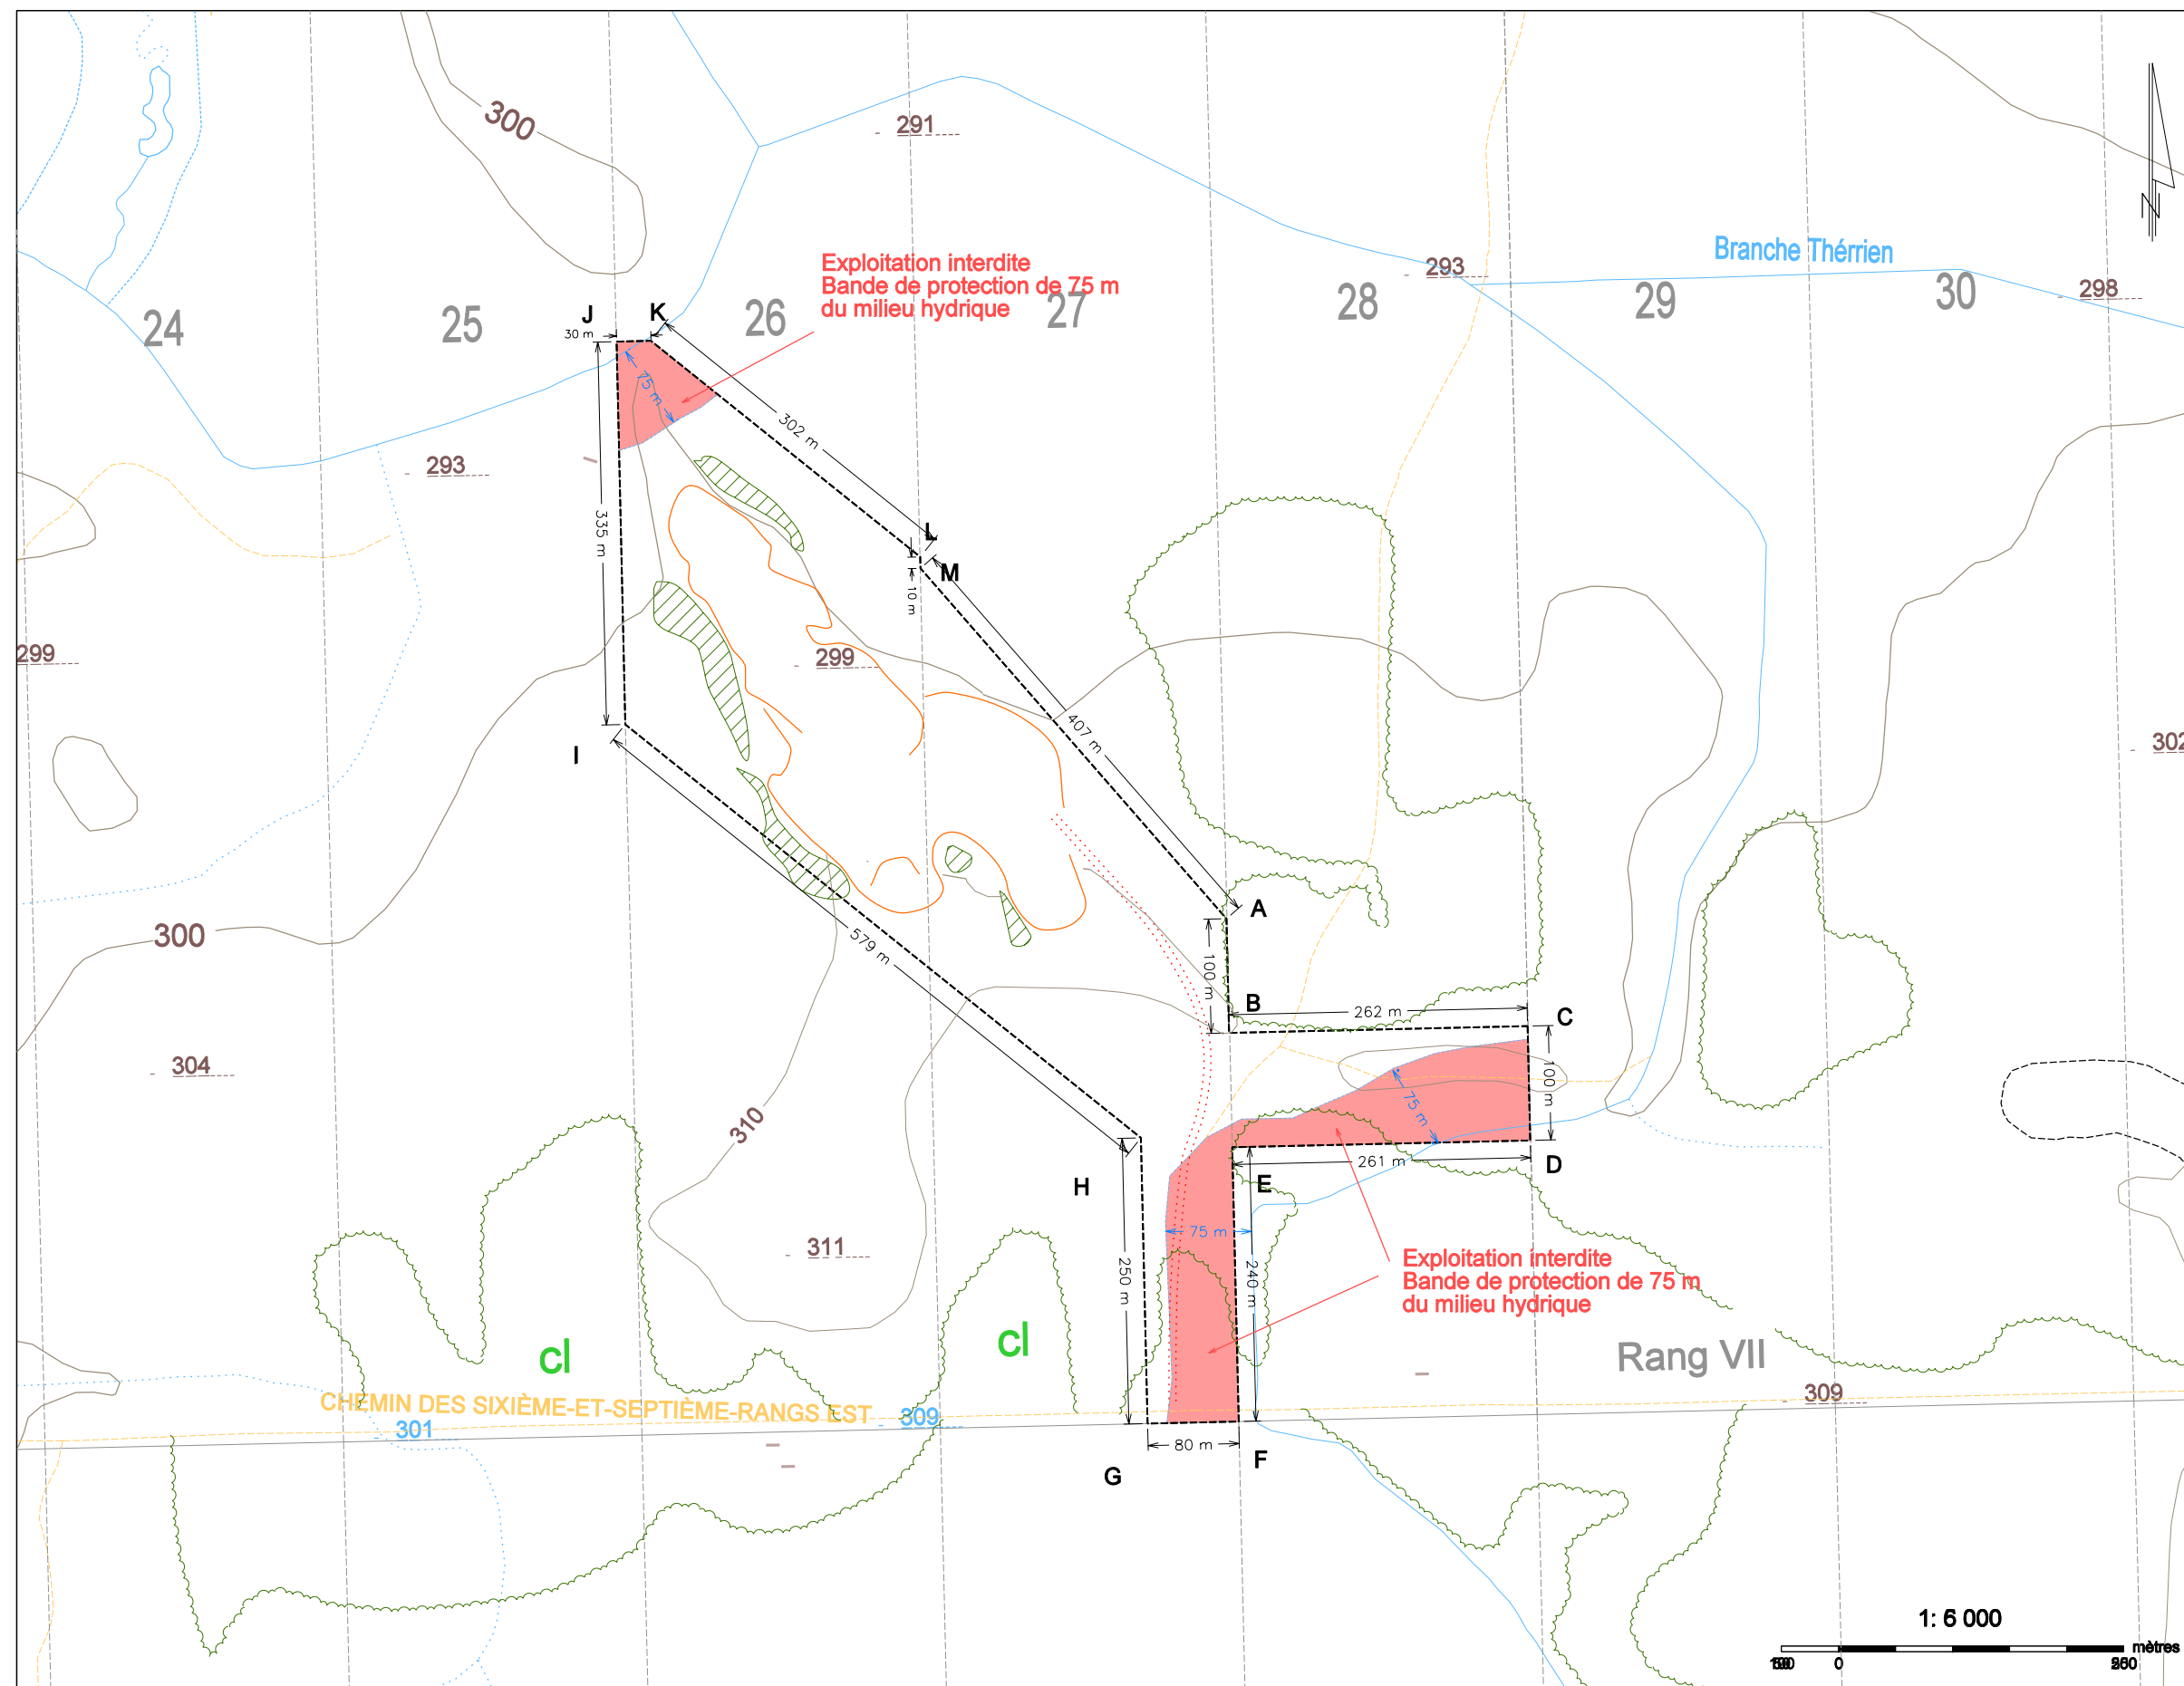 300
291
Exploitation interdite
Bande de protection de 75 m
du milieu hydrique
Branche Thérrien
293
298
24
25
26
27
28
29
30
J
K
30 m
75 m
302 m
293
335 m
L
M
10 m
299
299
407 m
302
I
579 m
A
300
100 m
B
262 m
C
304
100 m
75 m
310
H
E
261 m
D
75 m
311
250 m
240 m
Exploitation interdite
Bande de protection de 75 m
du milieu hydrique
cl
cl
Rang VII
CHEMIN DES SIXIÈME-ET-SEPTIÈME-RANGS EST
301
309
309
80 m
G
F
N
000
mètres
0